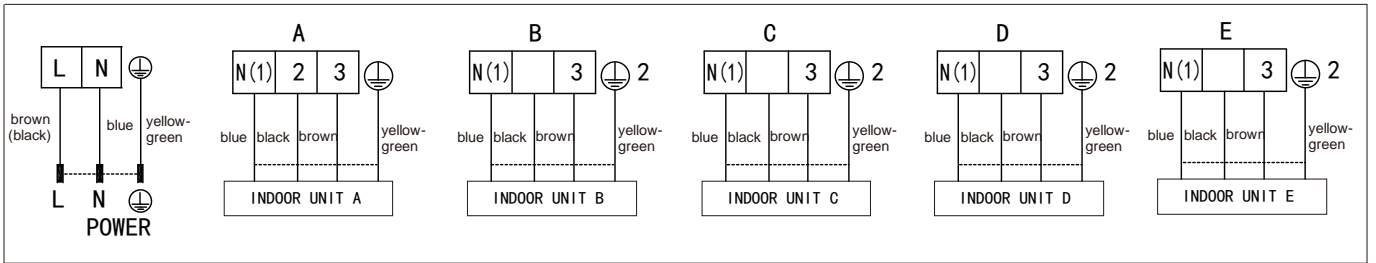 A B C D E
L N
N(1) 2 3
N(1) 3 2
N(1) 3 2
N(1) 3 2
N(1) 3 2
brown
(black)
blue
yellow-
green
blue black brown
yellow-
green
blue black brown
yellow-
green
blue black brown
yellow-
green
blue black brown
yellow-
green
blue black brown
yellow-
green
L N
POWER
INDOOR UNIT A
INDOOR UNIT B
INDOOR UNIT C
INDOOR UNIT D
INDOOR UNIT E